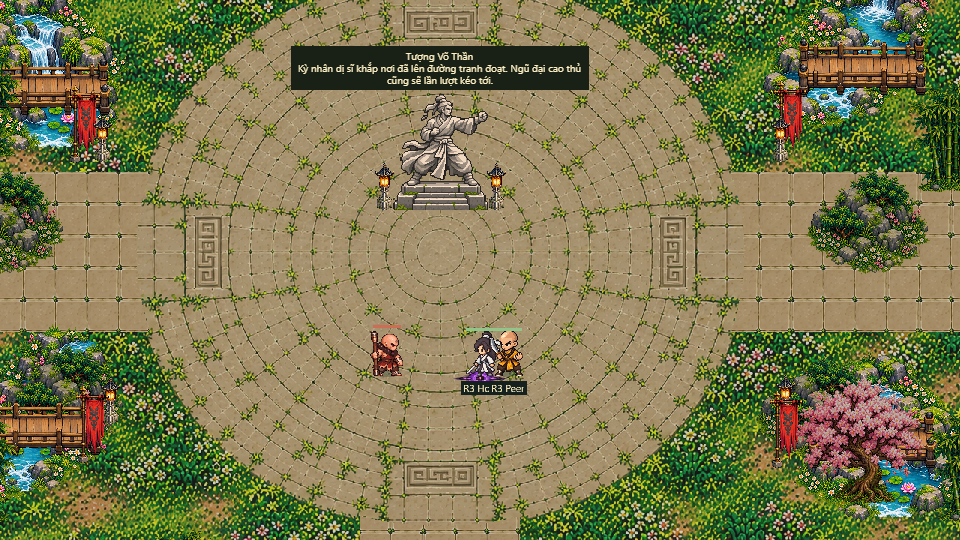 Tượng Võ Thần
Kỳ nhân dị sĩ khắp nơi đã lên đường tranh đoạt. Ngũ đại cao thủ
cũng sẽ lần lượt kéo tới.
R3 Hc R3 Peer